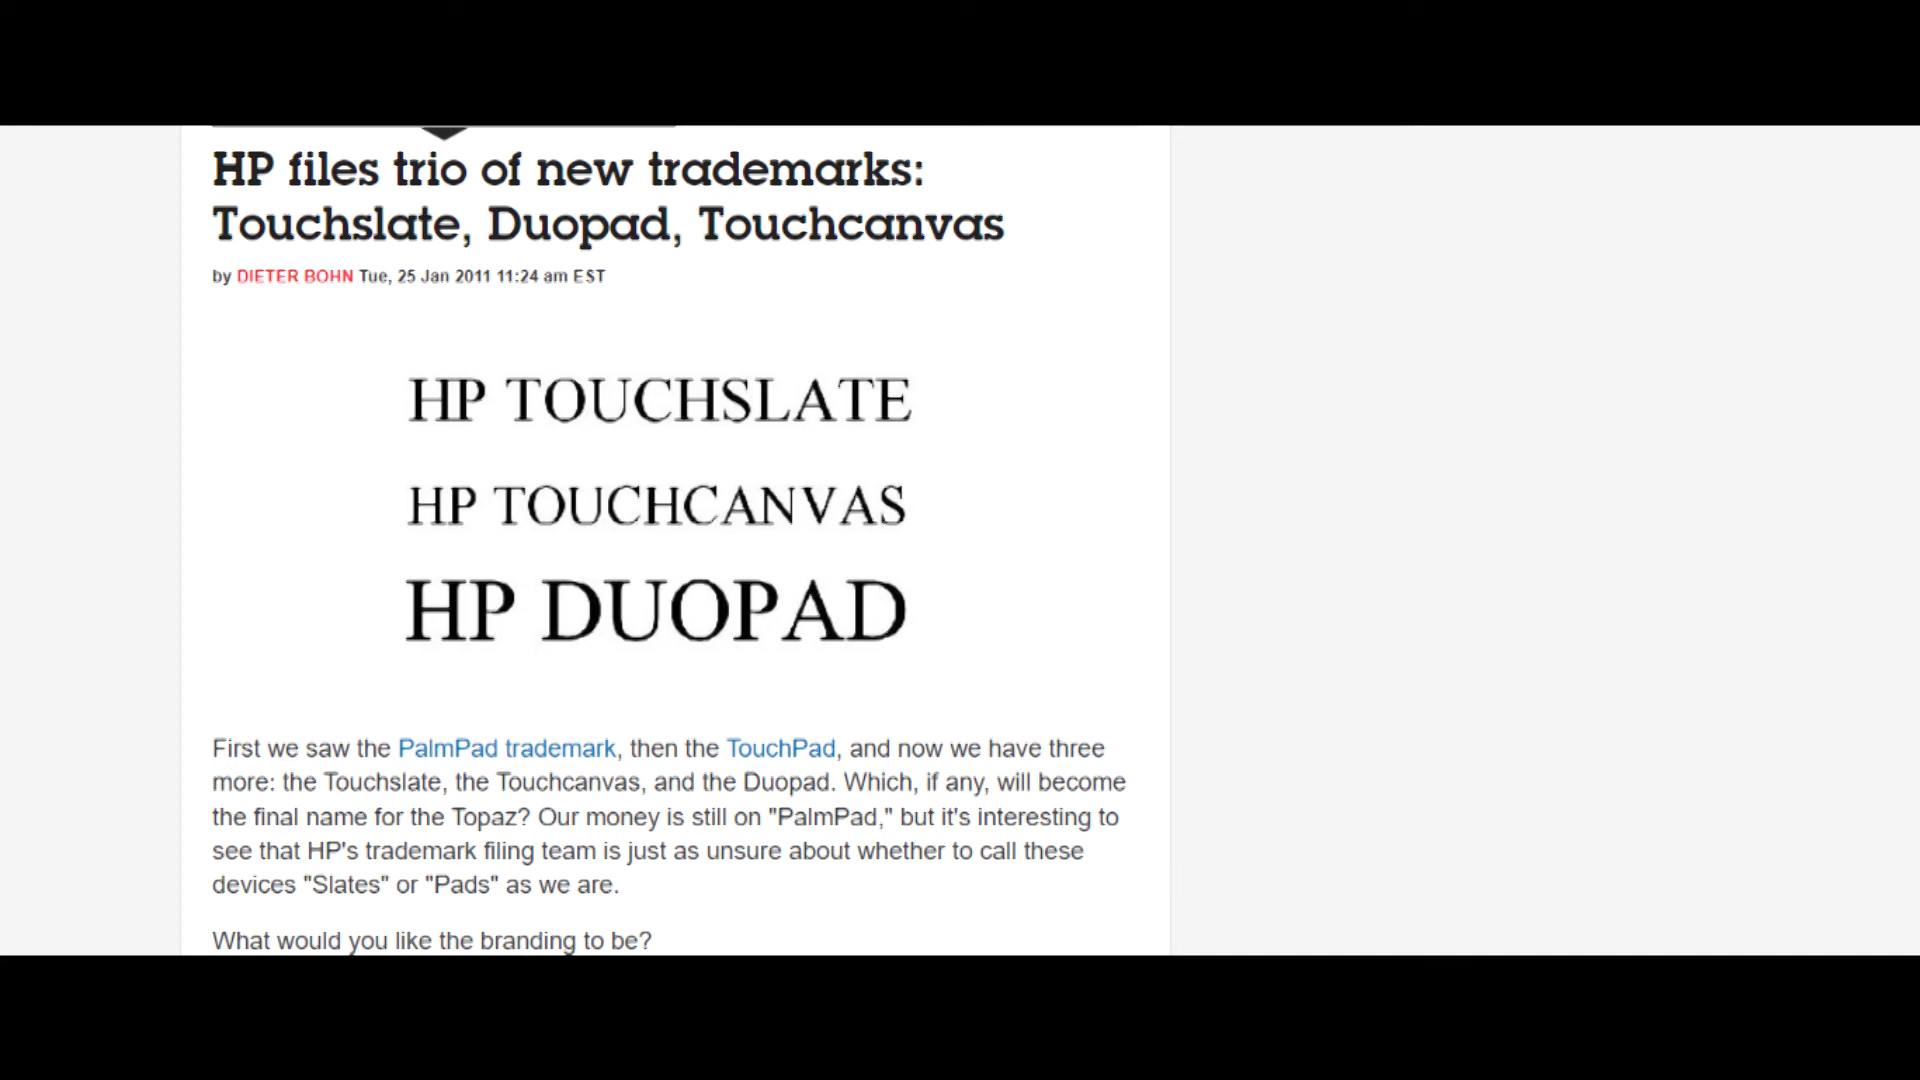 HP files trio of new trademarks:
Touchslate, Duopad, Touchcanvas
by DIETER BOHN Tue, 25 Jan 2011 11:24 am EST
HP TOUCHSLATE
HP TOUCHCANVAS
HP DUOPAD
First we saw the PalmPad trademark, then the TouchPad, and now we have three
more: the Touchslate, the Touchcanvas, and the Duopad. Which, if any, will become
the final name for the Topaz? Our money is still on "PalmPad," but it's interesting to
see that HP's trademark filing team is just as unsure about whether to call these
devices "Slates" or "Pads" as we are.
What would you like the branding to be?